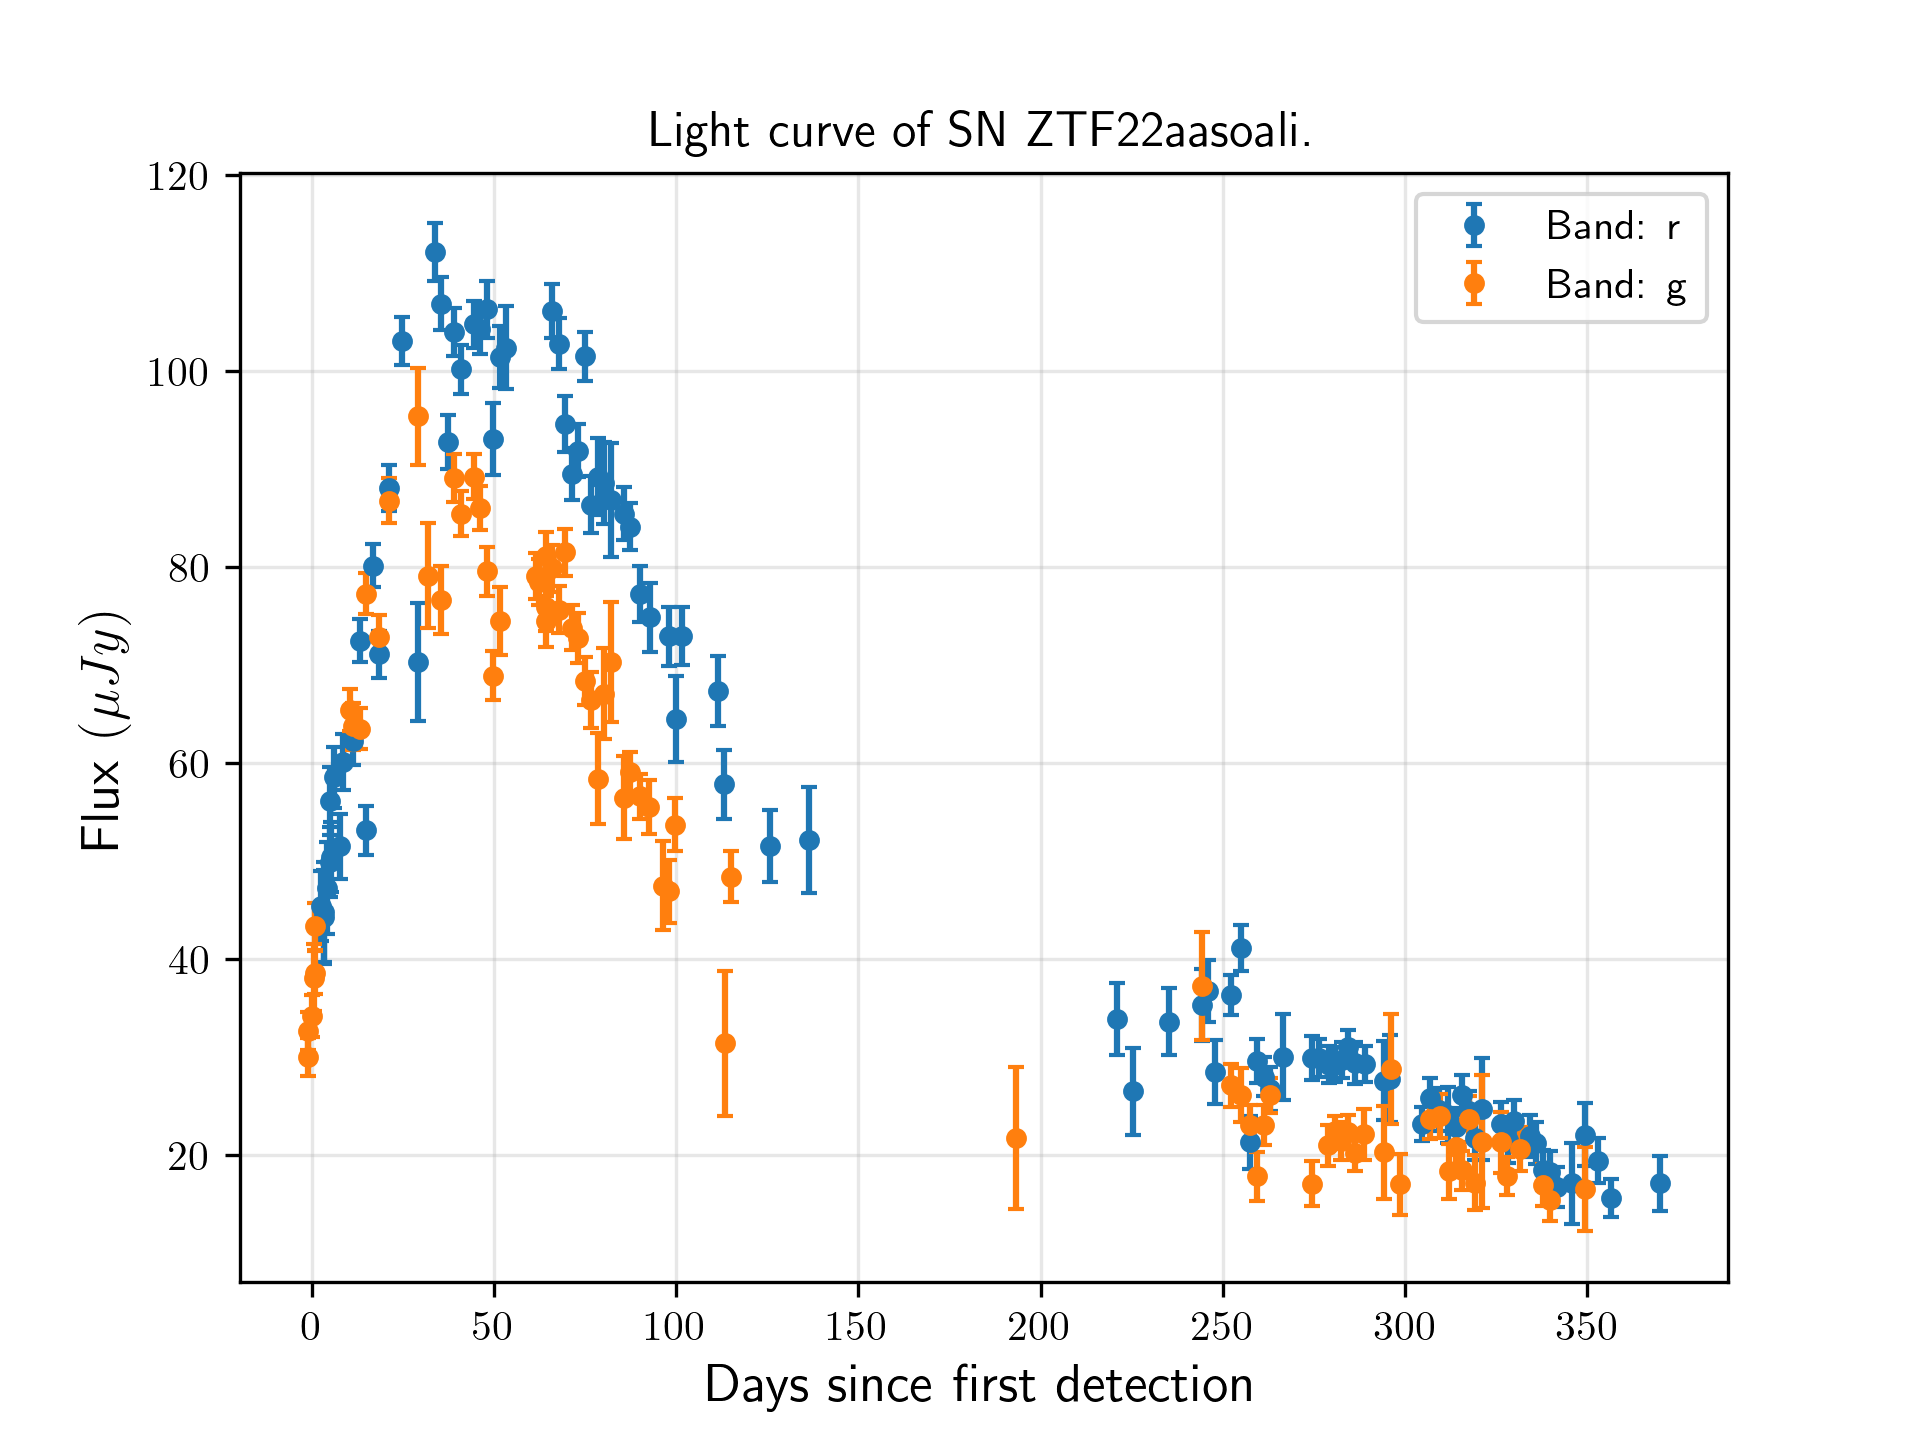 Light curve of SN ZTF22aasoali.
120
100
80
60
40
20
Flux (μJy)
Band: r
Band: g
0 50 100 150 200 250 300 350
Days since first detection